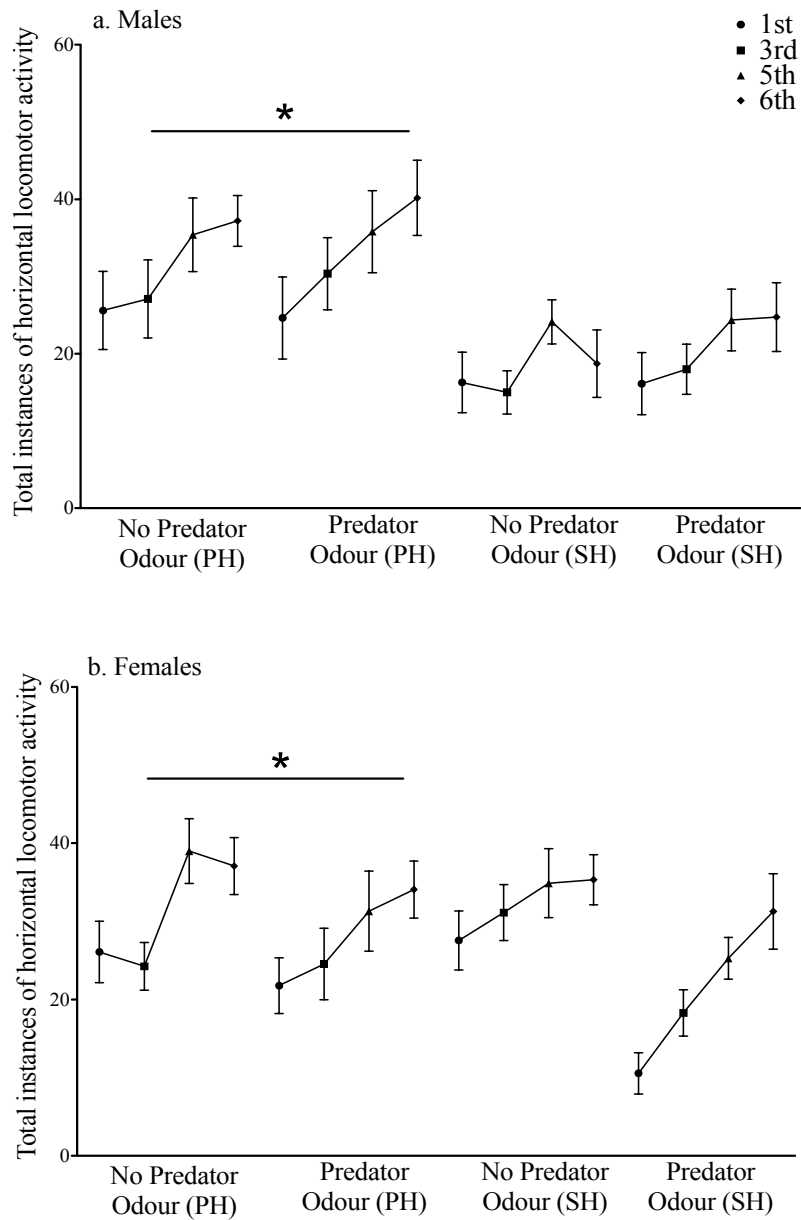 a. Males
1st
3rd
5th
6th
*
Total instances of horizontal locomotor activity
60
40
20
0
No Predator
Odour (PH)
Predator
Odour (PH)
No Predator
Odour (SH)
Predator
Odour (SH)
b. Females
*
Total instances of horizontal locomotor activity
60
40
20
0
No Predator
Odour (PH)
Predator
Odour (PH)
No Predator
Odour (SH)
Predator
Odour (SH)